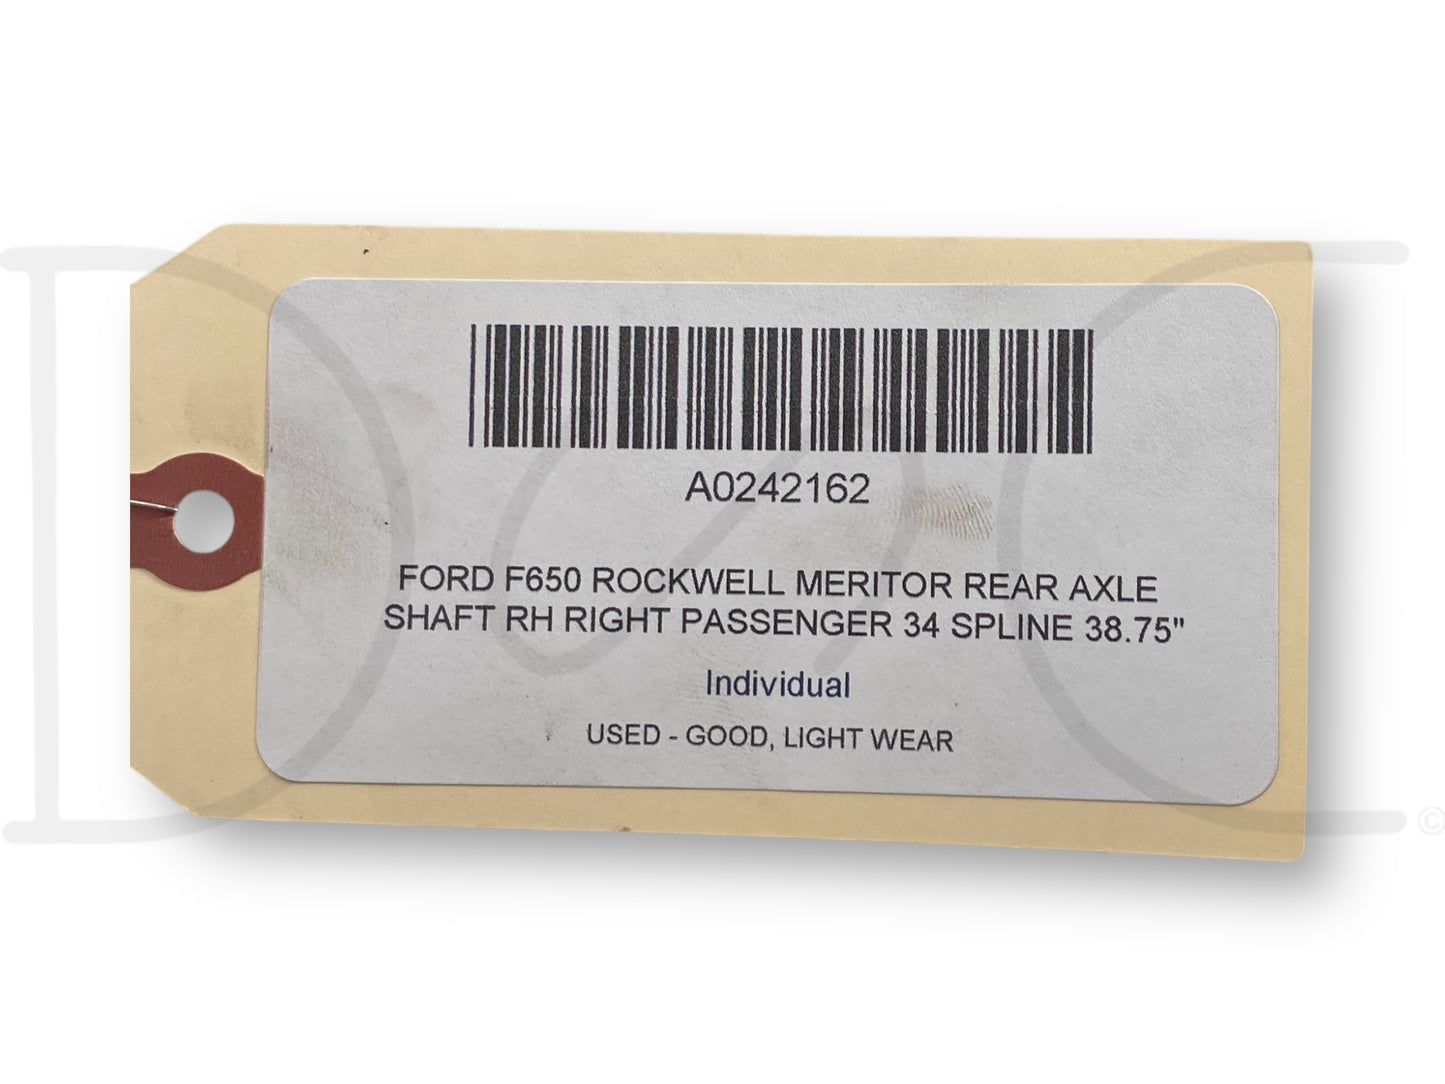 A0242162
FORD F650 ROCKWELL MERITOR REAR AXLE
SHAFT RH RIGHT PASSENGER 34 SPLINE 38.75"
Individual
USED - GOOD, LIGHT WEAR
©